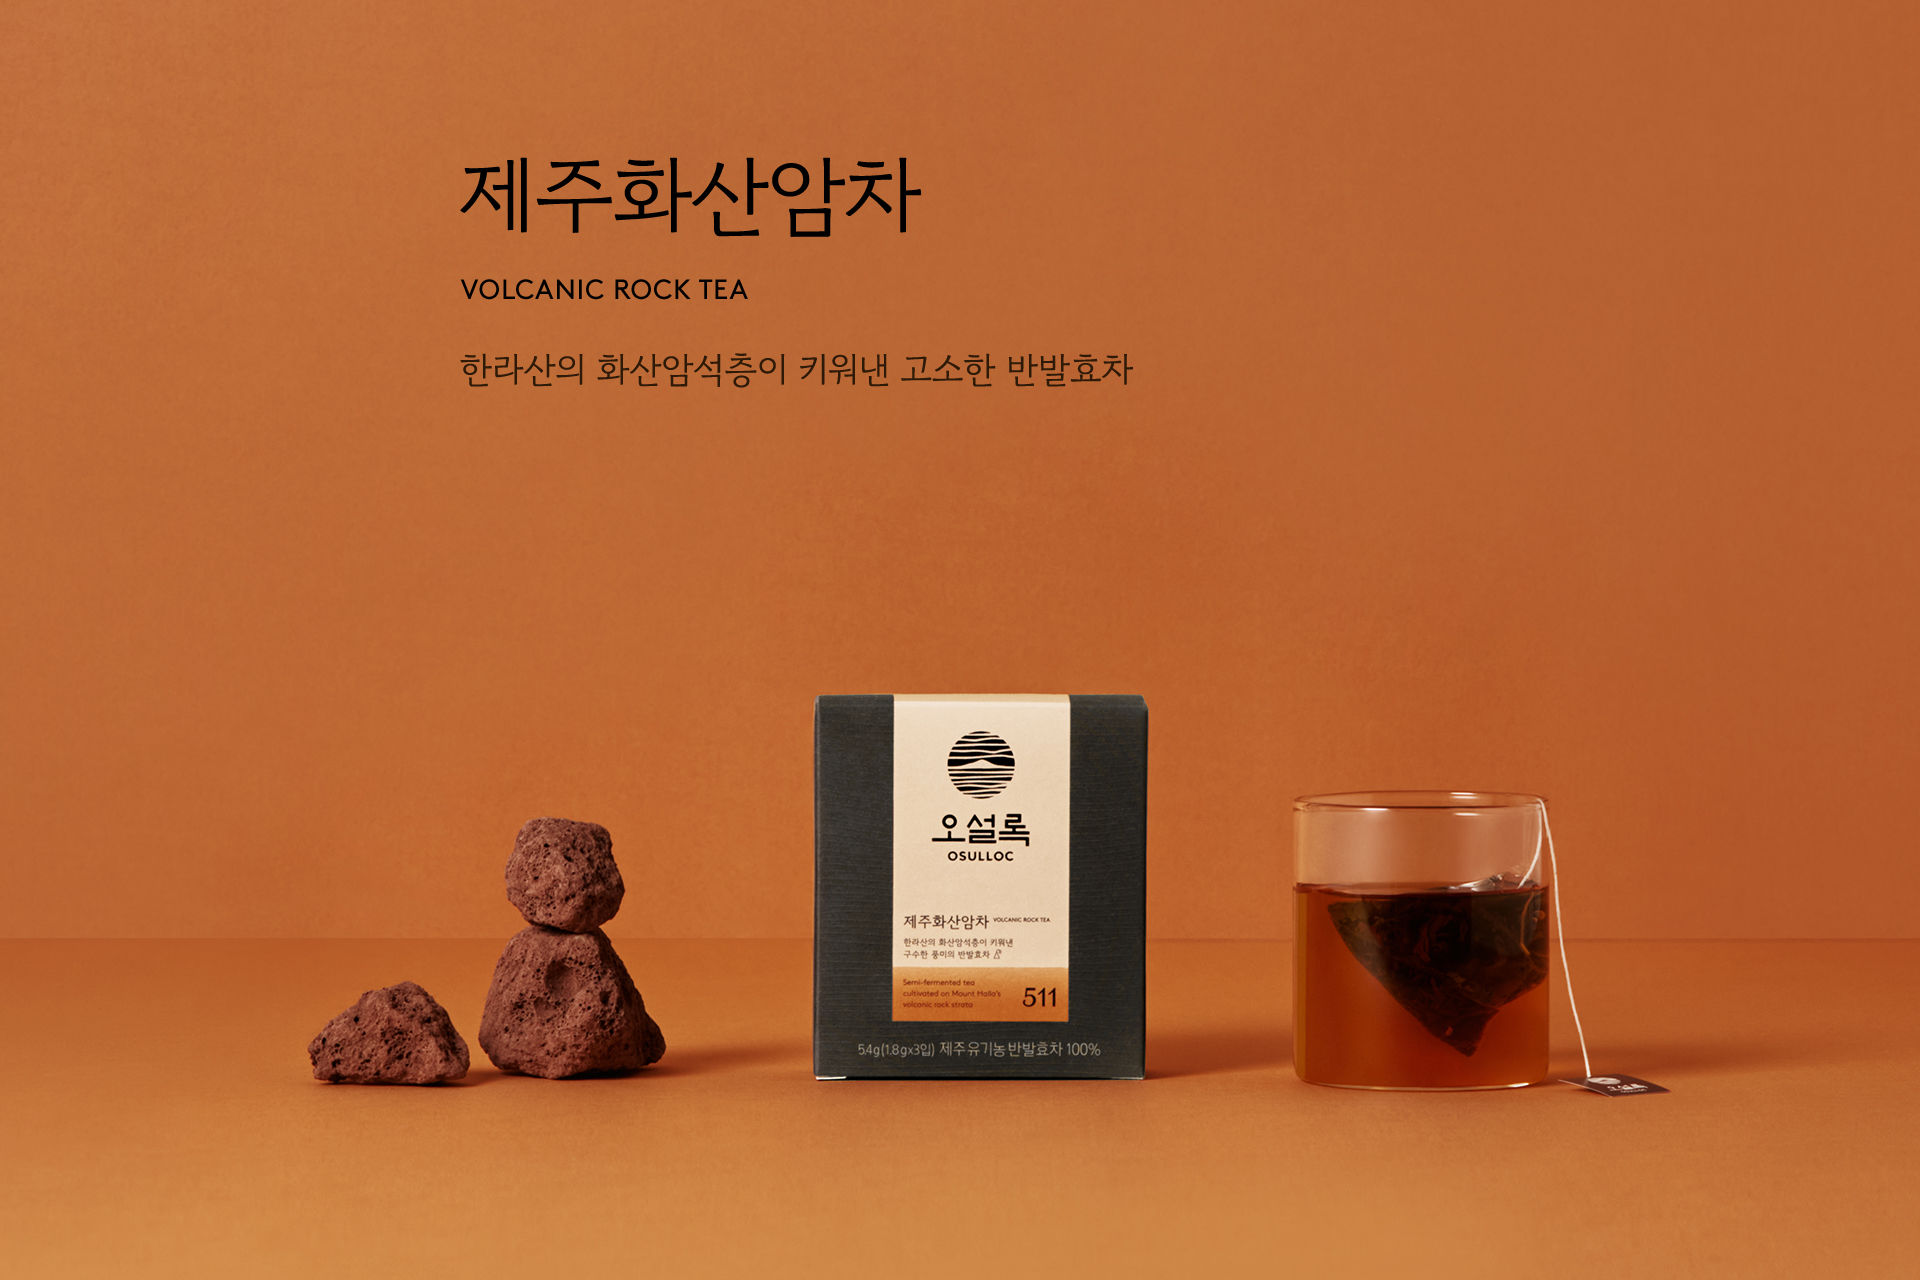 제주화산암차
VOLCANIC ROCK TEA
한라산의 화산암석층이 키워낸 고소한 반발효차
오설록
OSULLOC
제주화산암차 VOLCANIC ROCK TEA
한라산의 화산암석층이 키워낸
구수한 풍미의 반발효차
Semi-fermented tea
cultivated on Mount Halla's
volcanic rock strata
511
5.4g(1.8g×3입) 제주 유기농 반발효차 100%
오설록